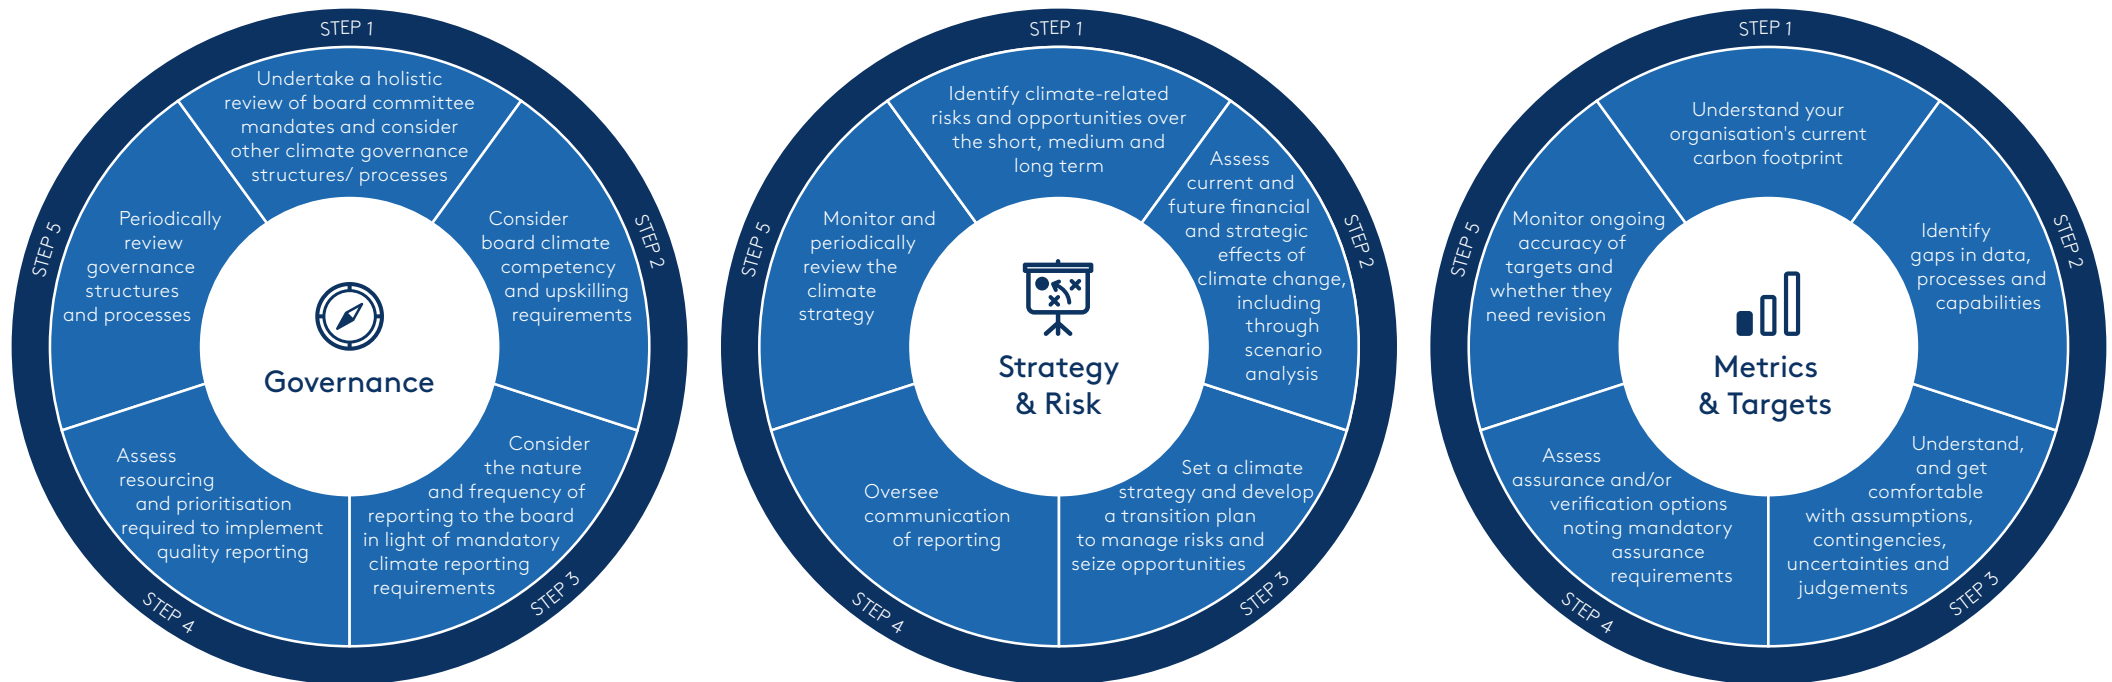 STEP 1
Undertake a holistic
review of board committee
mandates and consider
other climate governance
structures/ processes
STEP 2
Consider
board climate
competency
and upskilling
requirements
STEP 3
Consider
the nature
and frequency of
reporting to the board
in light of mandatory
climate reporting
requirements
STEP 4
Assess
resourcing
and prioritisation
required to implement
quality reporting
STEP 5
Periodically
review
governance
structures
and processes
Governance
STEP 1
Identify climate-related
risks and opportunities over
the short, medium and
long term
STEP 2
Assess
current and
future financial
and strategic
effects of
climate change,
including
through
scenario
analysis
STEP 3
Set a climate
strategy and develop
a transition plan
to manage risks and
seize opportunities
STEP 4
Oversee
communication
of reporting
STEP 5
Monitor and
periodically
review the
climate
strategy
Strategy
& Risk
STEP 1
Understand your
organisation's current
carbon footprint
STEP 2
Identify
gaps in data,
processes and
capabilities
STEP 3
Understand,
and get
comfortable
with assumptions,
contingencies,
uncertainties and
judgements
STEP 4
Assess
assurance and/or
verification options
noting mandatory
assurance
requirements
STEP 5
Monitor ongoing
accuracy of
targets and
whether they
need revision
Metrics
& Targets